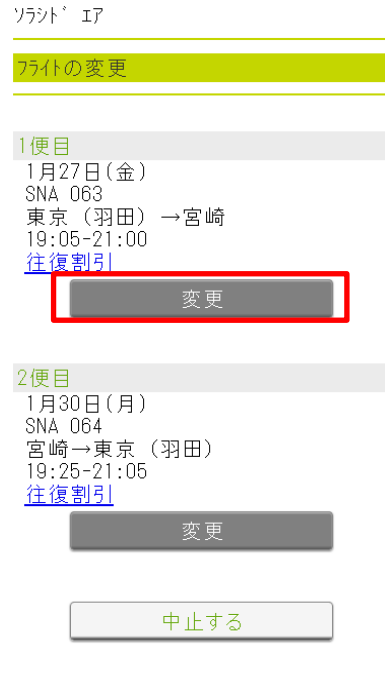 ソラシド エア
フライトの変更
1便目
1月27日(金)
SNA 063
東京（羽田）→宮崎
19:05-21:00
往復割引
変更
2便目
1月30日(月)
SNA 064
宮崎→東京（羽田）
19:25-21:05
往復割引
変更
中止する